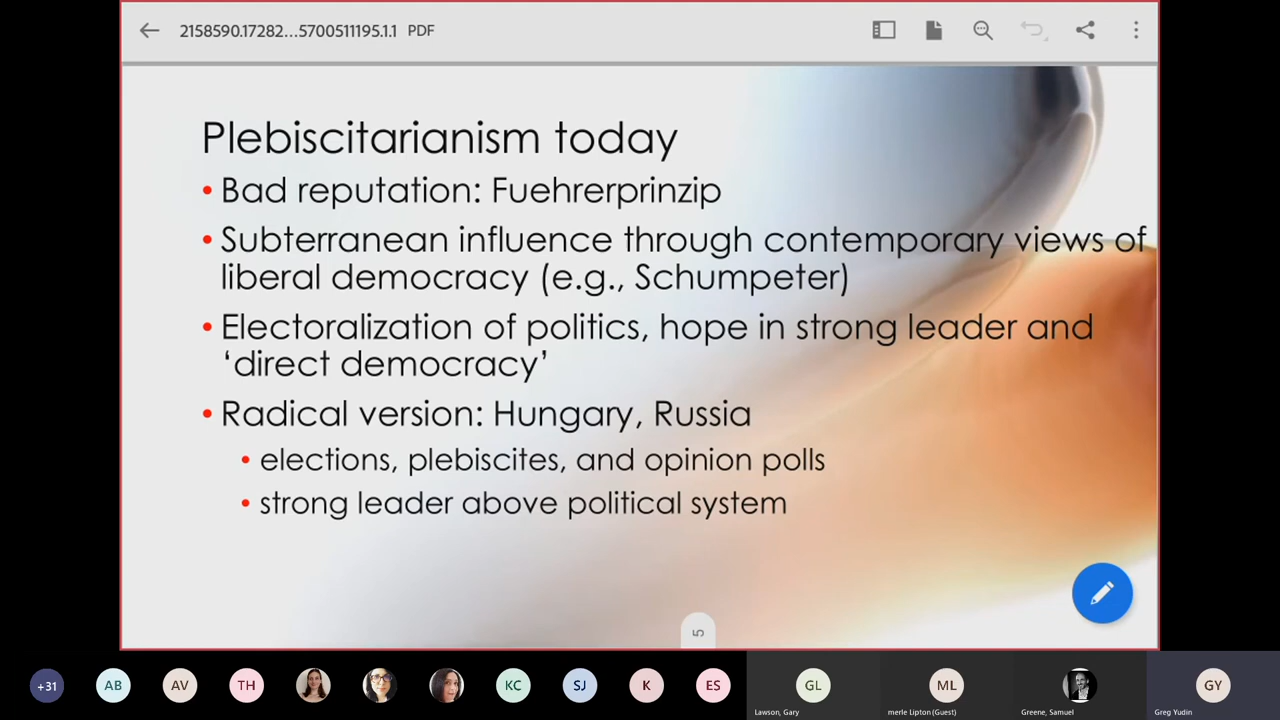 2158590.17282...5700511195.1.1 PDF
Plebiscitarianism today
• Bad reputation: Fuehrerprinzip
• Subterranean influence through contemporary views of
liberal democracy (e.g., Schumpeter)
• Electoralization of politics, hope in strong leader and
‘direct democracy’
• Radical version: Hungary, Russia
• elections, plebiscites, and opinion polls
• strong leader above political system
5
+31 AB AV TH KC SJ K ES GL ML GY
Lawson, Gary merle Lipton (Guest) Greene, Samuel Greg Yudin